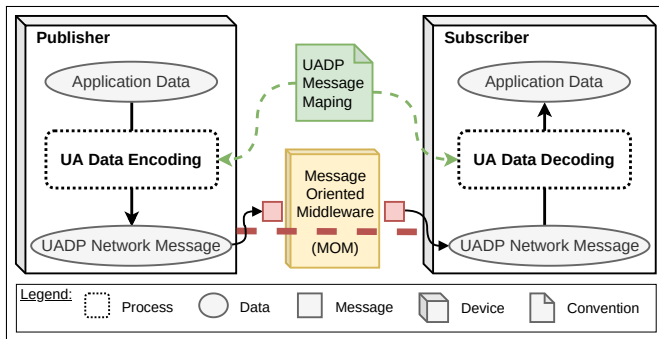 Publisher
Application Data
UA Data Encoding
UADP Network Message
UADP
Message
Maping
Message
Oriented
Middleware
(MOM)
Subscriber
Application Data
UA Data Decoding
UADP Network Message
Legend:
Process
Data
Message
Device
Convention